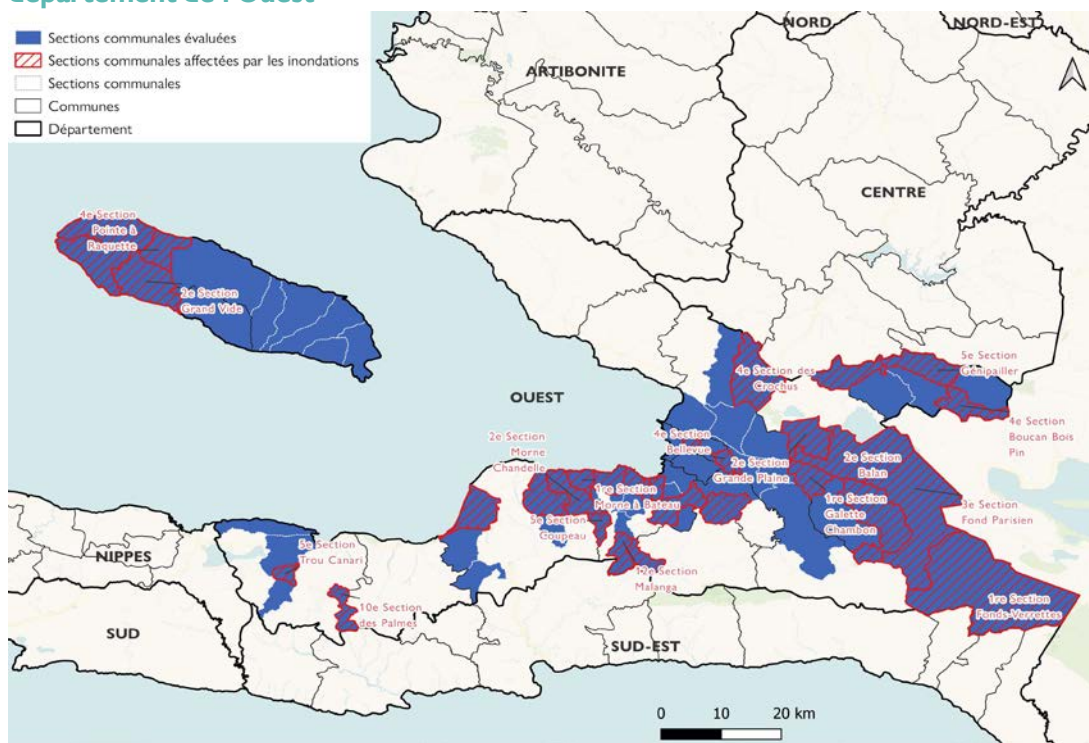 département de l'Ouest
Sections communales évaluées
Sections communales affectées par les inondations
Sections communales
Communes
Département
NORD
NORD-EST
ARTIBONITE
CENTRE
4e Section
Pointe à
Raquette
2e Section
Grand Vide
OUEST
5e Section
Génipailler
4e Section des
Crochus
4e Section
Boucan Bois
Pin
2e Section
Morne
Chandelle
4e Section
Bellevue
2e Section
Grande Plaine
2e Section
Balan
1re Section
Morne à Bateau
1re Section
Galette
Chambon
3e Section
Fond Parisien
5e Section
Coupeau
NIPPES
5e Section
Trou Canari
12e Section
Malanga
10e Section
des Palmes
1re Section
Fonds-Verrettes
SUD
SUD-EST
0 10 20 km